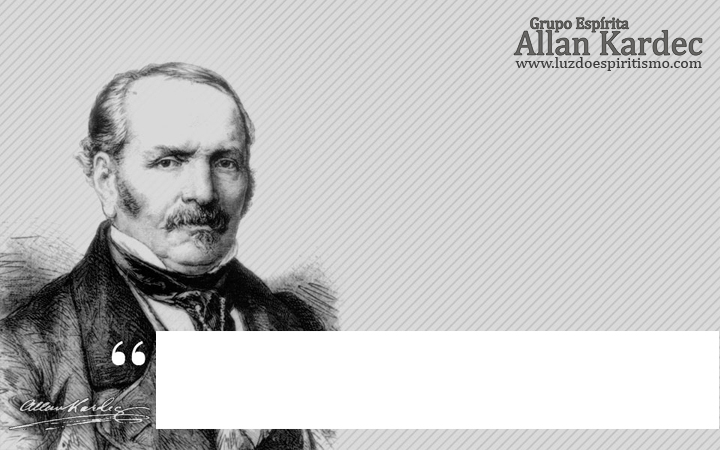 Grupo Espírita
Allan Kardec
www.luzdoespiritismo.com
“
Allan Kardec